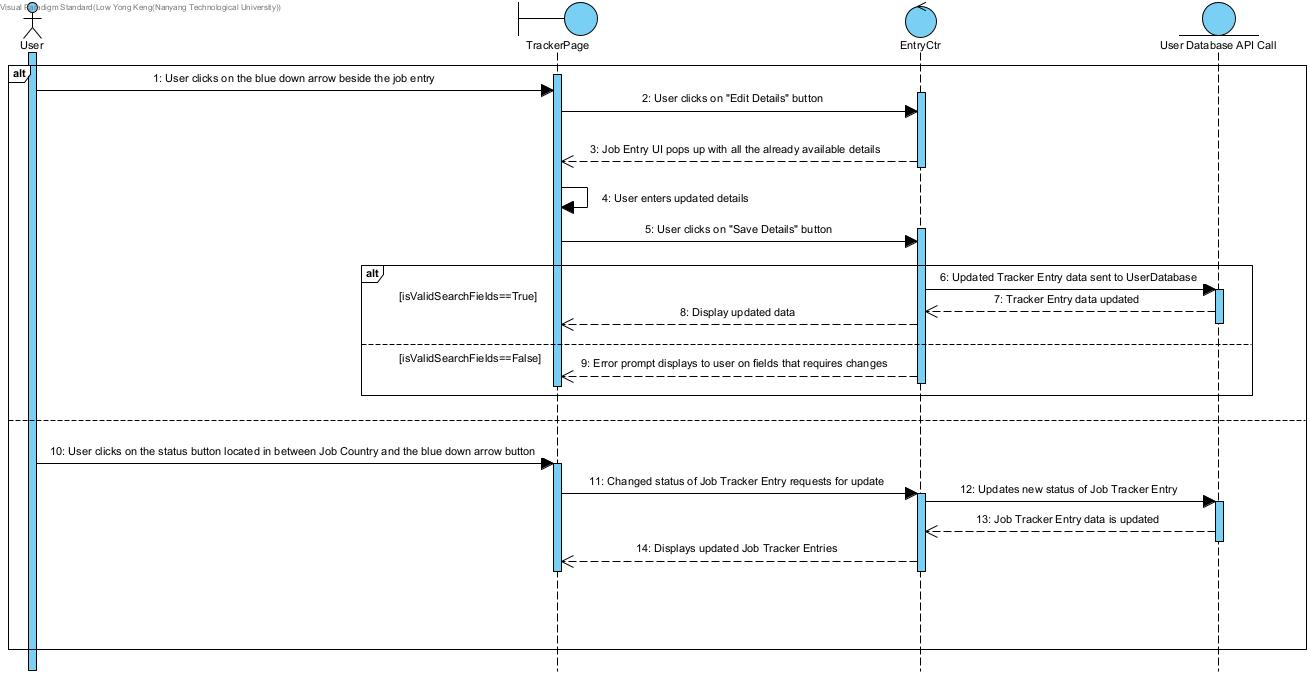 Visual Paradigm Standard(Low Yong Keng(Nanyang Technological University))
User
TrackerPage
EntryCtr
User Database API Call
alt
1: User clicks on the blue down arrow beside the job entry
2: User clicks on "Edit Details" button
3: Job Entry UI pops up with all the already available details
4: User enters updated details
5: User clicks on "Save Details" button
alt
6: Updated Tracker Entry data sent to UserDatabase
[isValidSearchFields==True]
7: Tracker Entry data updated
8: Display updated data
[isValidSearchFields==False]
9: Error prompt displays to user on fields that requires changes
10: User clicks on the status button located in between Job Country and the blue down arrow button
11: Changed status of Job Tracker Entry requests for update
12: Updates new status of Job Tracker Entry
13: Job Tracker Entry data is updated
14: Displays updated Job Tracker Entries